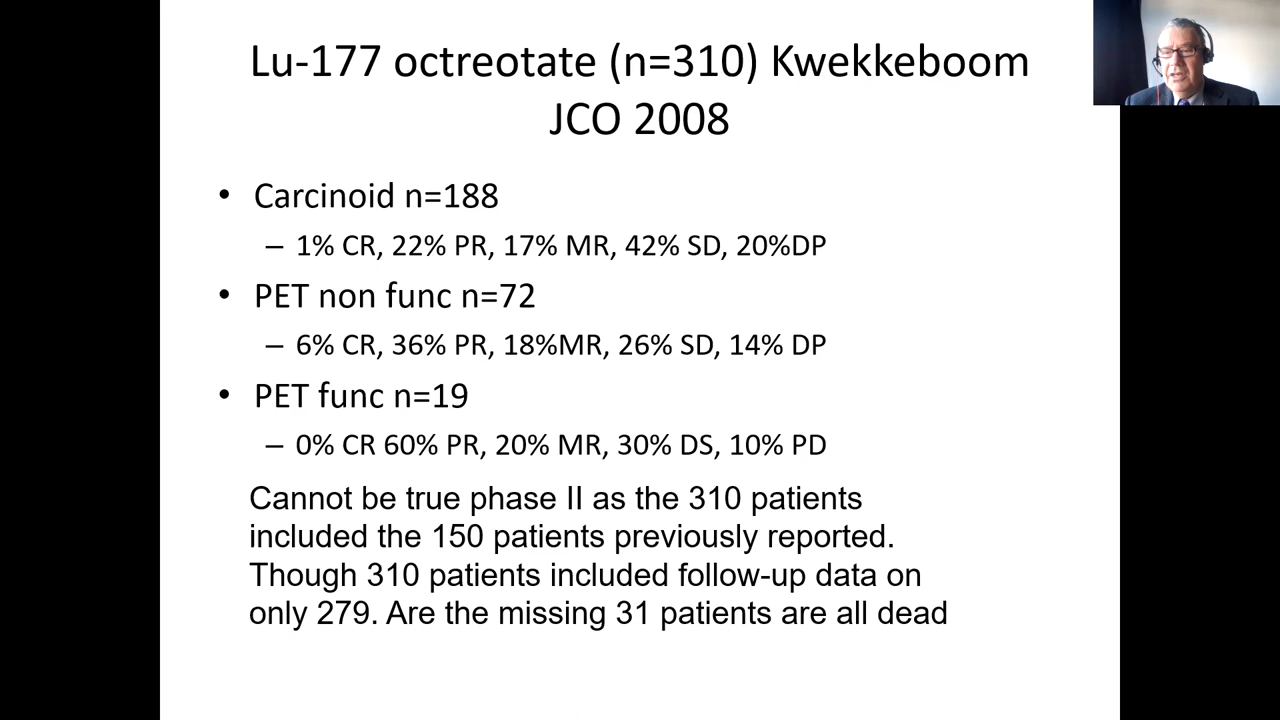 Lu-177 octreotate (n=310) Kwekkeboom
JCO 2008
• Carcinoid n=188
– 1% CR, 22% PR, 17% MR, 42% SD, 20%DP
• PET non func n=72
– 6% CR, 36% PR, 18%MR, 26% SD, 14% DP
• PET func n=19
– 0% CR 60% PR, 20% MR, 30% DS, 10% PD
Cannot be true phase II as the 310 patients
included the 150 patients previously reported.
Though 310 patients included follow-up data on
only 279. Are the missing 31 patients are all dead